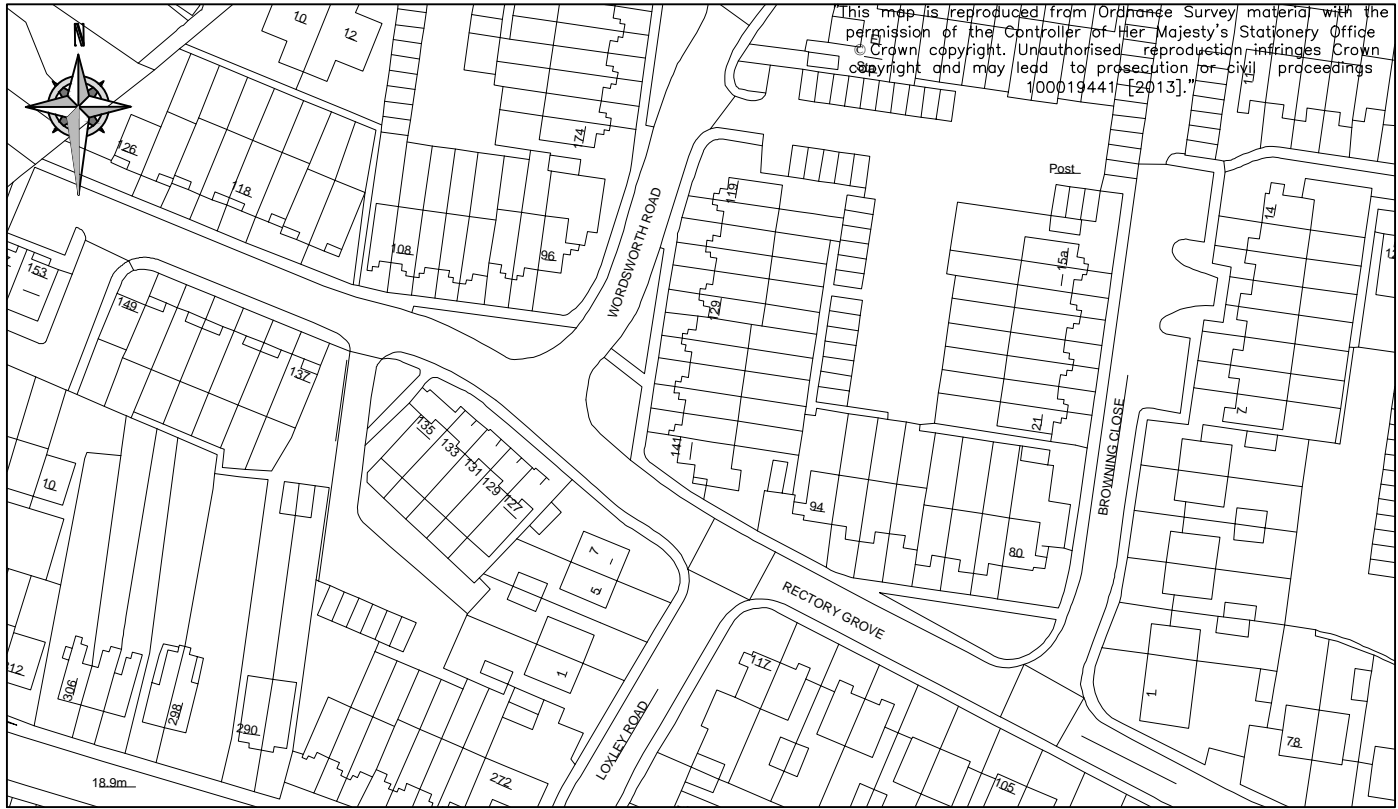 "This map is reproduced from Ordnance Survey material with the
permission of the Controller of Her Majesty's Stationery Office
© Crown copyright. Unauthorised reproduction infringes Crown
copyright and may lead to prosecution or civil proceedings
100019441 [2013]."
N
10
12
El
126
118
174
108
96
WORDSWORTH ROAD
119
129
141
Post
15a
21
14
7
11
153
149
137
135
133
131
129
127
94
80
BROWNING CLOSE
10
7
5
1
RECTORY GROVE
117
105
LOXLEY ROAD
1
78
112
306
298
290
272
18.9m